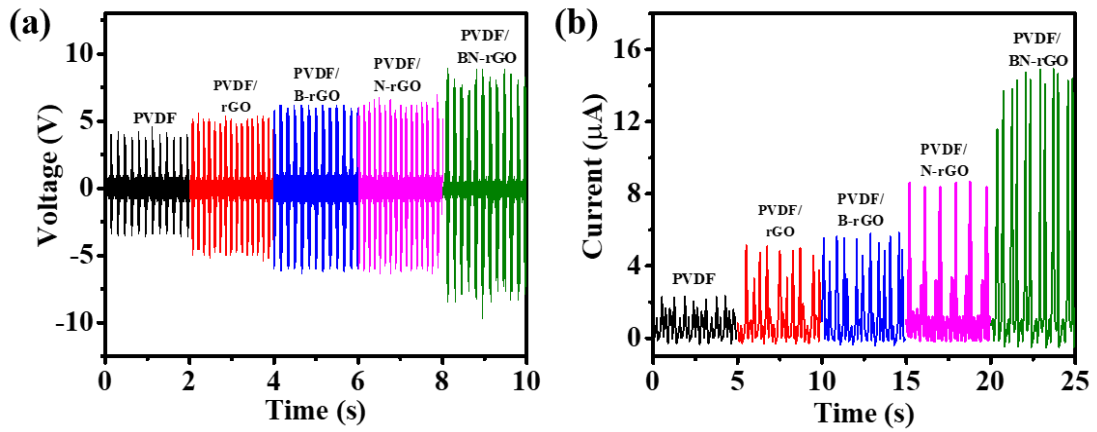 (a)
Voltage (V)
10
5
0
-5
-10
PVDF
PVDF/
rGO
PVDF/
B-rGO
PVDF/
N-rGO
PVDF/
BN-rGO
0 2 4 6 8 10
Time (s)
(b)
Current (μA)
16
12
8
4
0
PVDF
PVDF/
rGO
PVDF/
B-rGO
PVDF/
N-rGO
PVDF/
BN-rGO
0 5 10 15 20 25
Time (s)